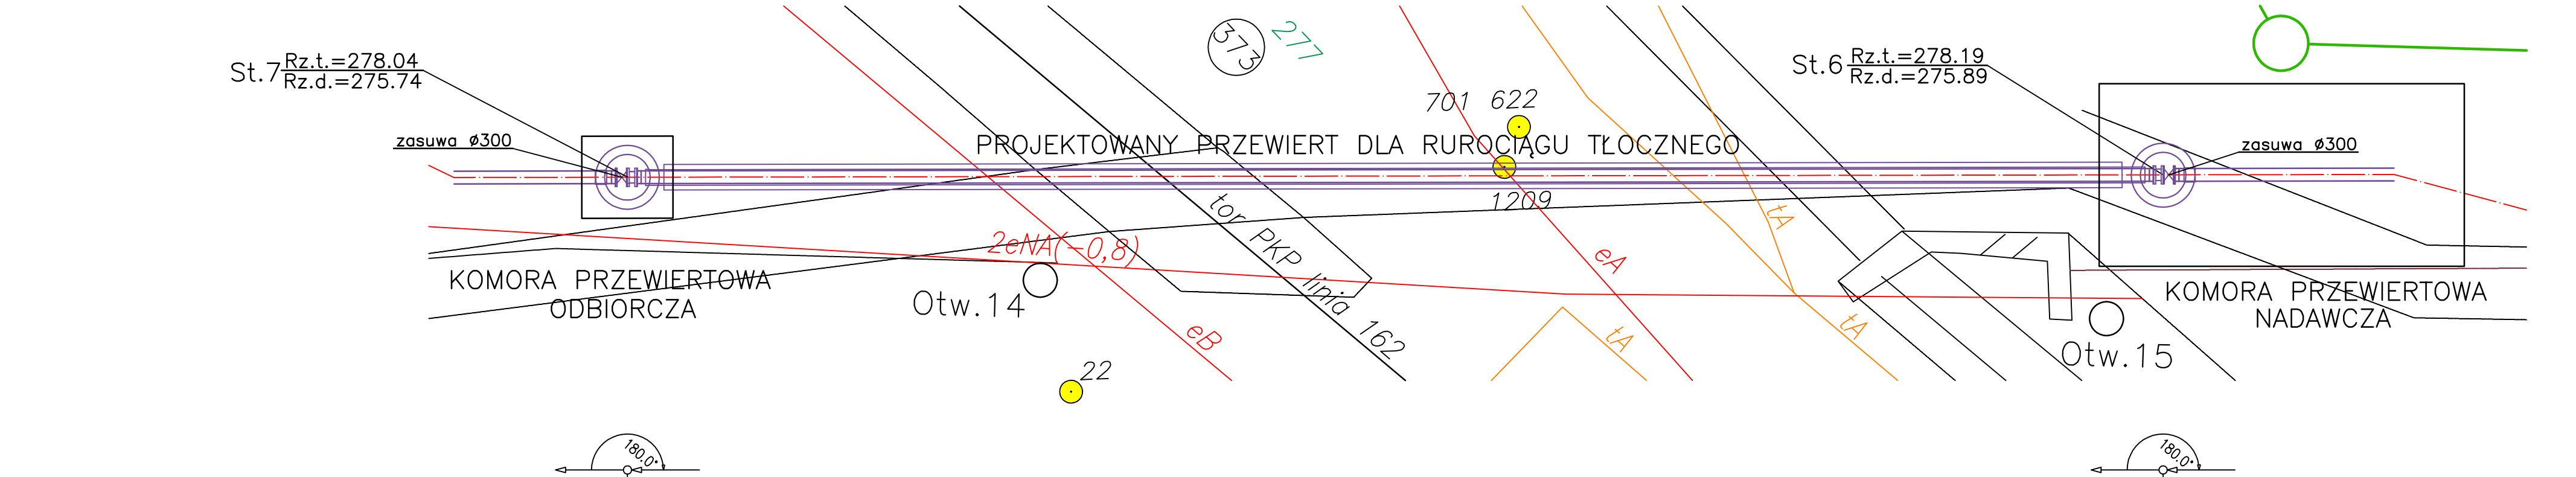 373
277
St.7
Rz.t.=278.04
Rz.d.=275.74
St.6
Rz.t.=278.19
Rz.d.=275.89
701
622
zasuwa ø300
PROJEKTOWANY PRZEWIERT DLA RUROCIĄGU TŁOCZNEGO
zasuwa ø300
1209
tor PKP linia 162
tA
2eNA(-0,8)
eA
KOMORA PRZEWIERTOWA
ODBIORCZA
Otw.14
KOMORA PRZEWIERTOWA
NADAWCZA
eB
tA
tA
Otw.15
22
180.0°
180.0°